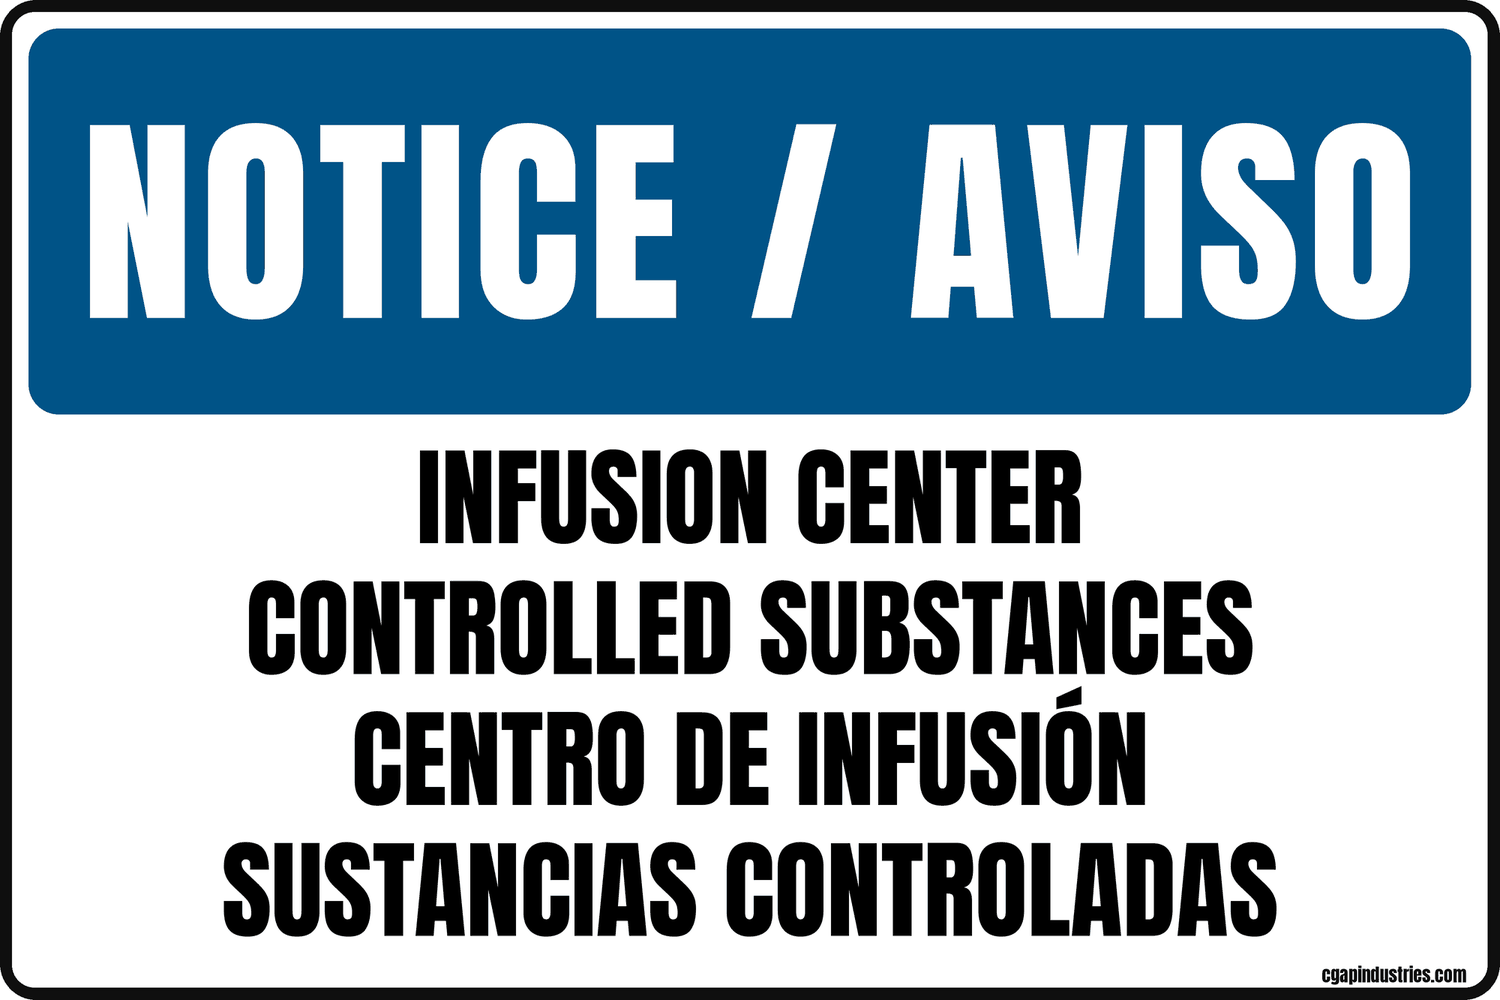 NOTICE / AVISO
INFUSION CENTER
CONTROLLED SUBSTANCES
CENTRO DE INFUSIÓN
SUSTANCIAS CONTROLADAS
cgapindustries.com